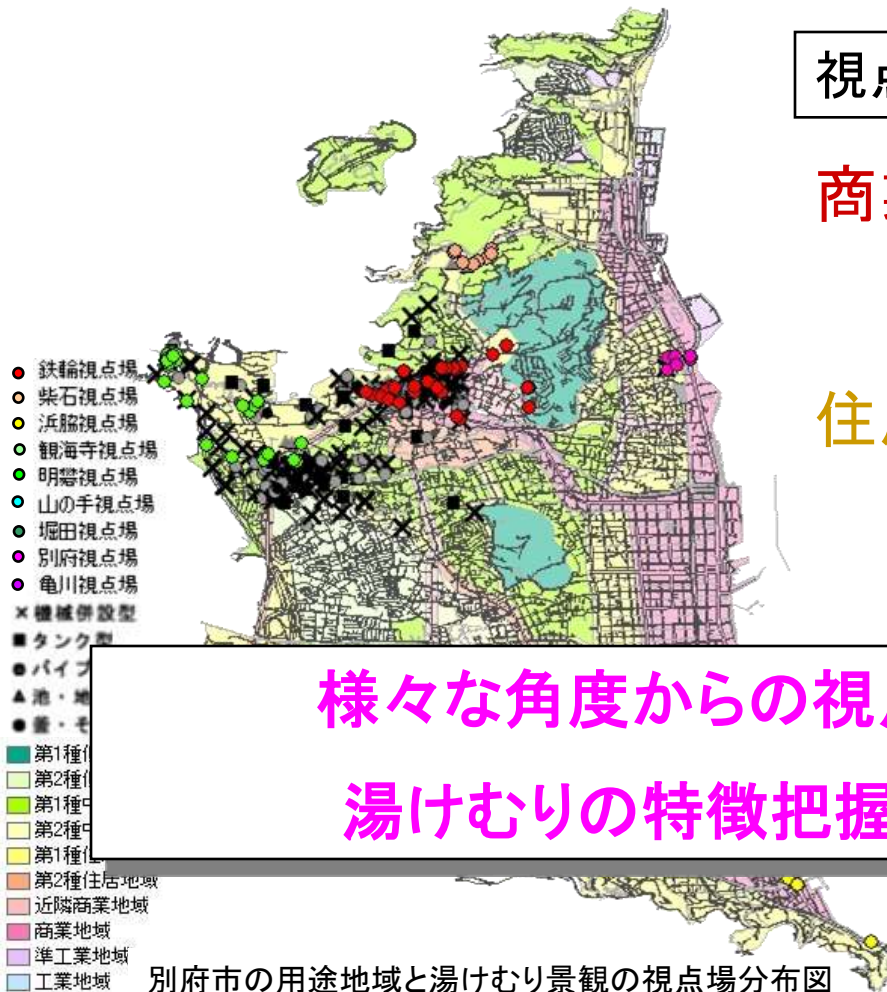 視点
商業
住居
鉄輪視点場
柴石視点場
浜脇視点場
観海寺視点場
明礬視点場
山の手視点場
堀田視点場
別府視点場
亀川視点場
機械併設型
タンク型
パイプ
池・地
釜・そ
様々な角度からの視点
湯けむりの特徴把握
第1種住
第2種住
第1種中
第2種中
第1種住
第2種住居地域
近隣商業地域
商業地域
準工業地域
工業地域
別府市の用途地域と湯けむり景観の視点場分布図